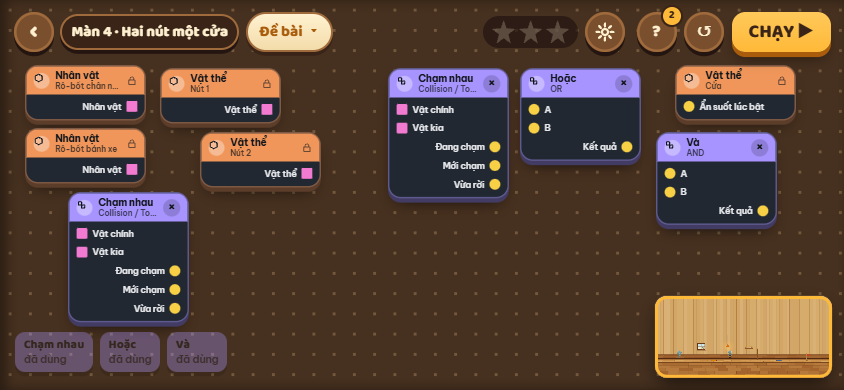 Màn 4 · Hai nút một cửa
Đề bài
?
2
CHẠY
Nhân vật
Rô-bốt chân n...
Nhân vật
Vật thể
Nút 1
Vật thể
Nhân vật
Rô-bốt bánh xe
Nhân vật
Vật thể
Nút 2
Vật thể
Chạm nhau
Collision / To...
Vật chính
Vật kia
Đang chạm
Mới chạm
Vừa rời
Chạm nhau
Collision / To...
Vật chính
Vật kia
Đang chạm
Mới chạm
Vừa rời
Hoặc
OR
A
B
Kết quả
Vật thể
Cửa
Ấn suốt lúc bật
Và
AND
A
B
Kết quả
Chạm nhau
đã dùng
Hoặc
đã dùng
Và
đã dùng